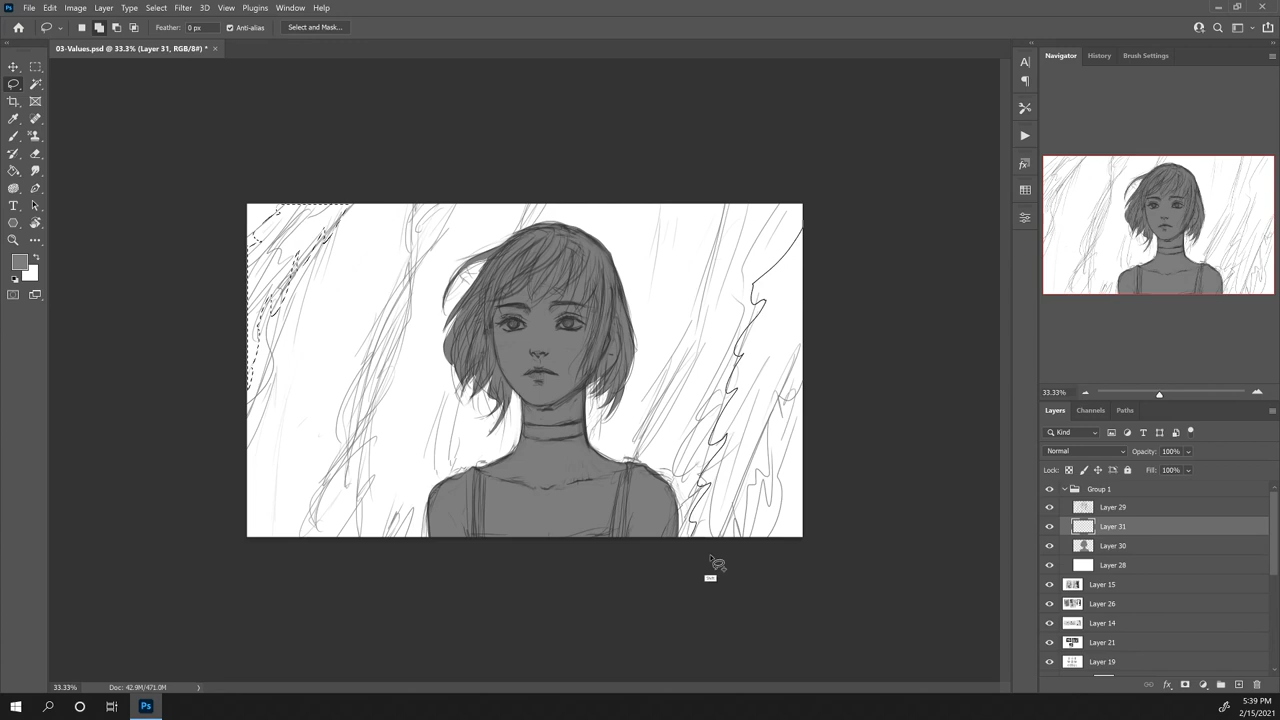 Ps File Edit Image Layer Type Select Filter 3D View Plugins Window Help
Feather: 0 px Anti-alias Select and Mask...
03-Values.psd @ 33.3% (Layer 31, RGB/8#) * ×
Navigator History Brush Settings
33.33%
Layers Channels Paths
Kind
Normal Opacity: 100%
Lock: Fill: 100%
Group 1
Layer 29
Layer 31
Layer 30
Layer 28
Layer 15
Layer 26
Layer 14
Layer 21
Layer 19
33.33% Doc: 42.9M/471.0M
Ps
5:39 PM
2/15/2021